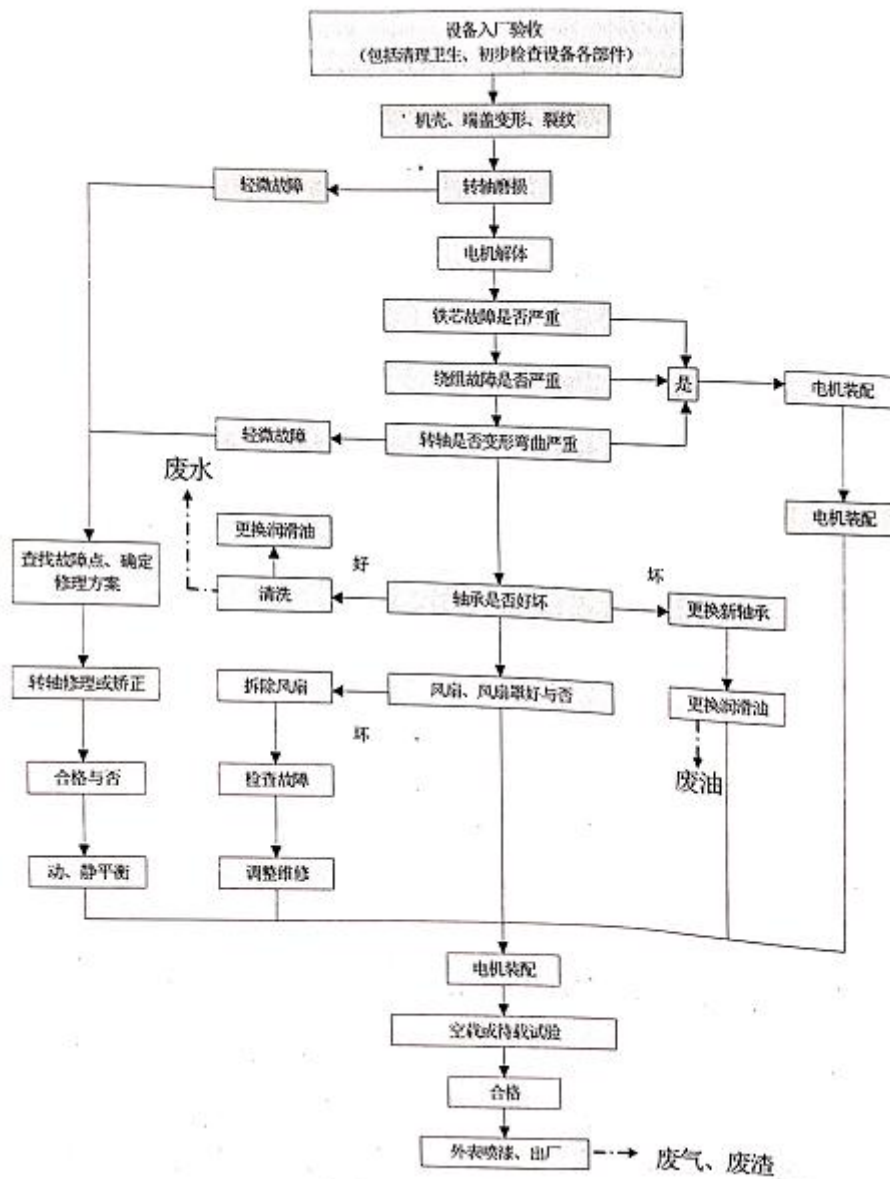 设备入厂验收
（包括清理卫生、初步检查设备各部件）
机壳、端盖变形、裂纹
轻微故障
转轴磨损
电机解体
铁芯故障是否严重
绕组故障是否严重
是
电机装配
轻微故障
转轴是否变形弯曲严重
废水
更换润滑油
电机装配
查找故障点、确定
修理方案
好
坏
清洗
轴承是否好坏
更换新轴承
转轴修理或矫正
拆除风扇
风扇、风扇罩好与否
更换润滑油
坏
合格与否
检查故障
废油
动、静平衡
调整维修
电机装配
空载或待载试验
合格
外表喷漆、出厂
废气、废渣